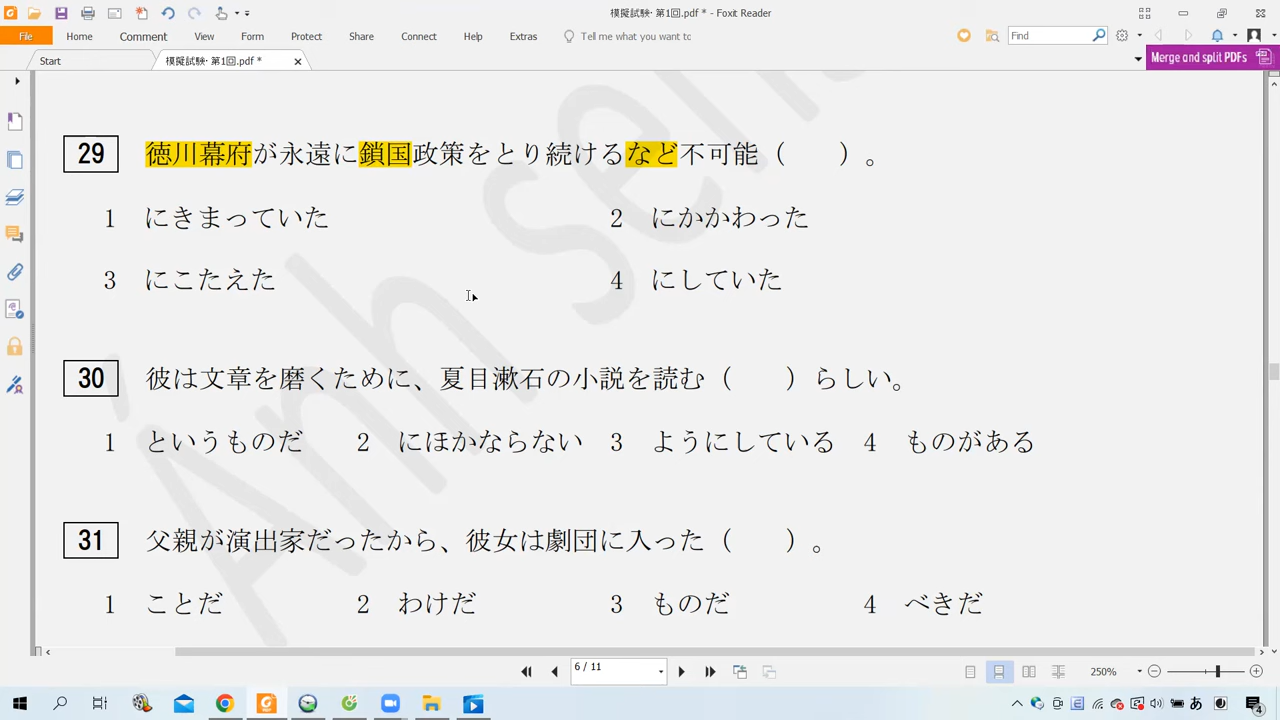 模擬試験- 第1回.pdf * - Foxit Reader
File Home Comment View Form Protect Share Connect Help Extras Tell me what you want to Find
Start 模擬試験- 第1回.pdf * Merge and split PDFs
29 徳川幕府が永遠に鎖国政策をとり続けるなど不可能（　　）。
1 にきまっていた 2 にかかわった
3 にこたえた 4 にしていた
30 彼は文章を磨くために、夏目漱石の小説を読む（　　）らしい。
1 というものだ 2 にほかならない 3 ようにしている 4 ものがある
31 父親が演出家だったから、彼女は劇団に入った（　　）。
1 ことだ 2 わけだ 3 ものだ 4 べきだ
Ánh sen
6 / 11 250%
あ 4